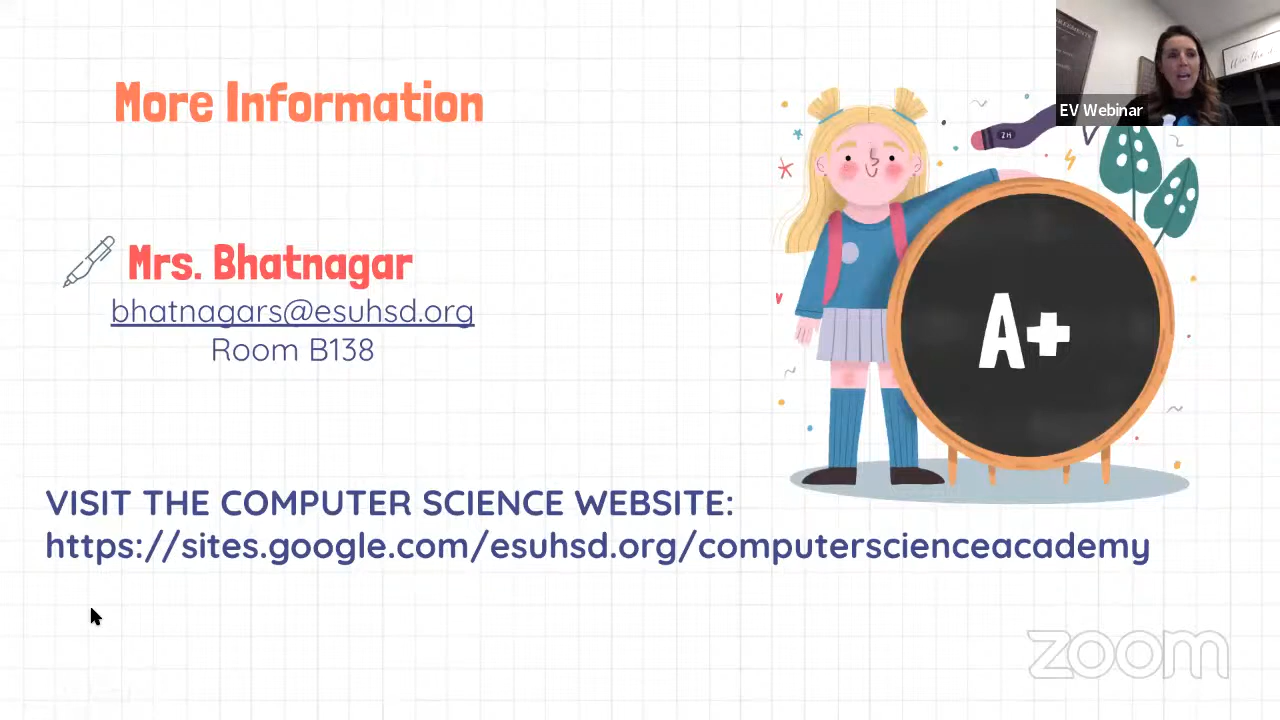 More Information
EV Webinar
ZH
Mrs. Bhatnagar
bhatnagars@esuhsd.org
Room B138
A+
VISIT THE COMPUTER SCIENCE WEBSITE:
https://sites.google.com/esuhsd.org/computerscienceacademy
zoom